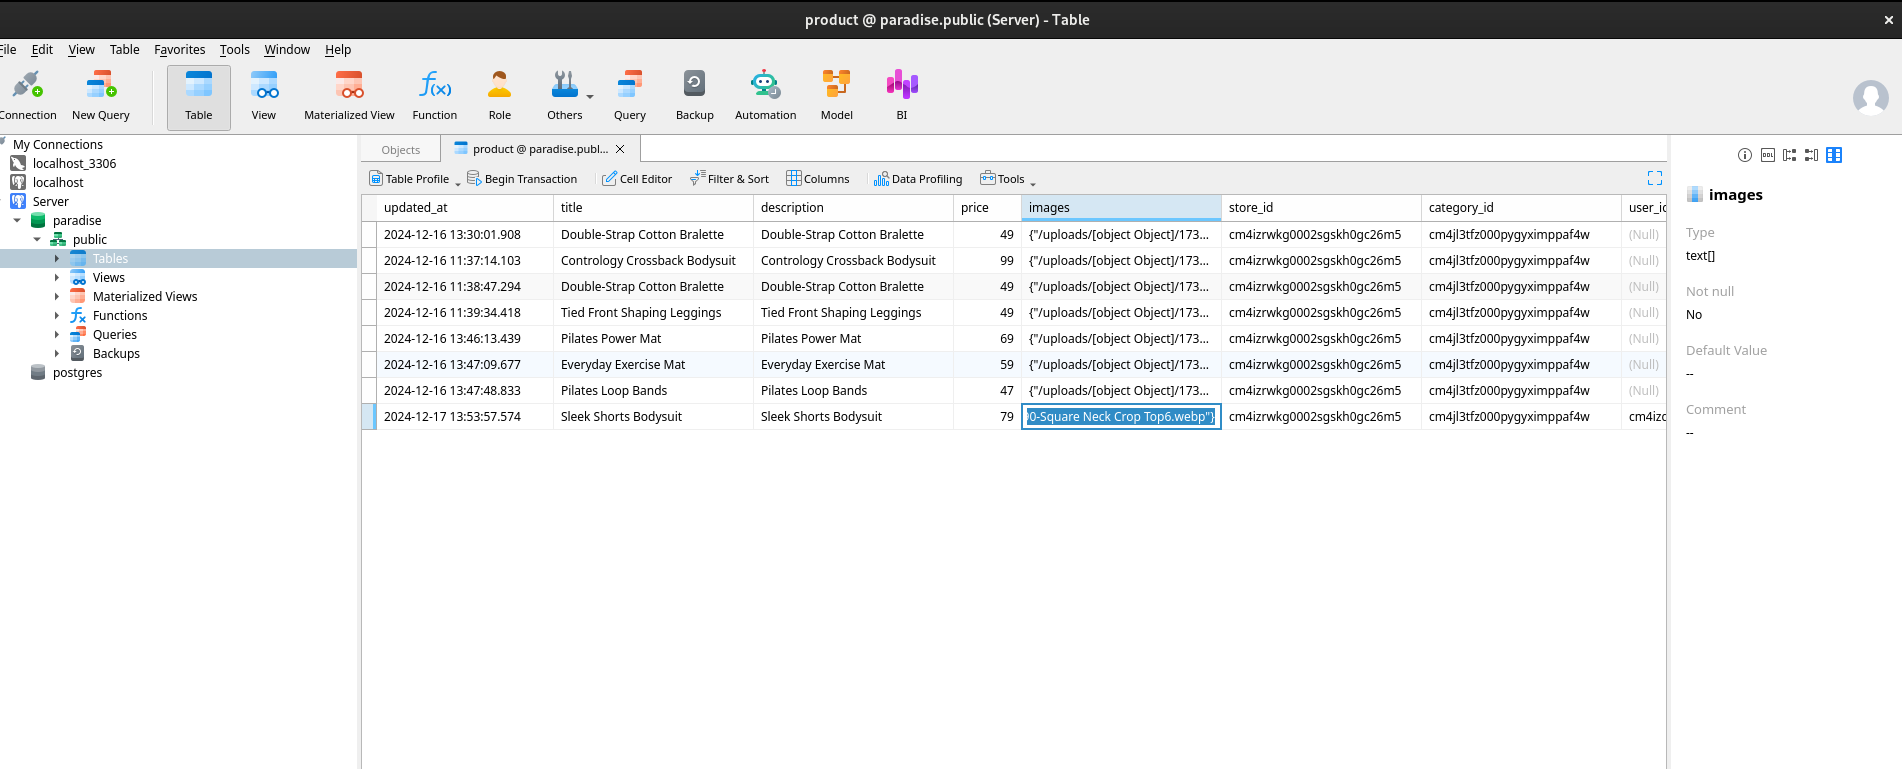 product @ paradise.public (Server) - Table
File Edit View Table Favorites Tools Window Help
Connection New Query Table View Materialized View Function Role Others Query Backup Automation Model BI
My Connections
localhost_3306
localhost
Server
paradise
public
Tables
Views
Materialized Views
Functions
Queries
Backups
postgres
Objects product @ paradise.publ...
Table Profile Begin Transaction Cell Editor Filter & Sort Columns Data Profiling Tools
updated_at title description price images store_id category_id user_ic
2024-12-16 13:30:01.908 Double-Strap Cotton Bralette Double-Strap Cotton Bralette 49 {"/uploads/[object Object]/173... cm4izrwkg0002sgskh0gc26m5 cm4jl3tfz000pygyximppaf4w (Null)
2024-12-16 11:37:14.103 Contrology Crossback Bodysuit Contrology Crossback Bodysuit 99 {"/uploads/[object Object]/173... cm4izrwkg0002sgskh0gc26m5 cm4jl3tfz000pygyximppaf4w (Null)
2024-12-16 11:38:47.294 Double-Strap Cotton Bralette Double-Strap Cotton Bralette 49 {"/uploads/[object Object]/173... cm4izrwkg0002sgskh0gc26m5 cm4jl3tfz000pygyximppaf4w (Null)
2024-12-16 11:39:34.418 Tied Front Shaping Leggings Tied Front Shaping Leggings 49 {"/uploads/[object Object]/173... cm4izrwkg0002sgskh0gc26m5 cm4jl3tfz000pygyximppaf4w (Null)
2024-12-16 13:46:13.439 Pilates Power Mat Pilates Power Mat 69 {"/uploads/[object Object]/173... cm4izrwkg0002sgskh0gc26m5 cm4jl3tfz000pygyximppaf4w (Null)
2024-12-16 13:47:09.677 Everyday Exercise Mat Everyday Exercise Mat 59 {"/uploads/[object Object]/173... cm4izrwkg0002sgskh0gc26m5 cm4jl3tfz000pygyximppaf4w (Null)
2024-12-16 13:47:48.833 Pilates Loop Bands Pilates Loop Bands 47 {"/uploads/[object Object]/173... cm4izrwkg0002sgskh0gc26m5 cm4jl3tfz000pygyximppaf4w (Null)
2024-12-17 13:53:57.574 Sleek Shorts Bodysuit Sleek Shorts Bodysuit 79 0-Square Neck Crop Top6.webp"} cm4izrwkg0002sgskh0gc26m5 cm4jl3tfz000pygyximppaf4w cm4izc
DDL
images
Type
text[]
Not null
No
Default Value
--
Comment
--